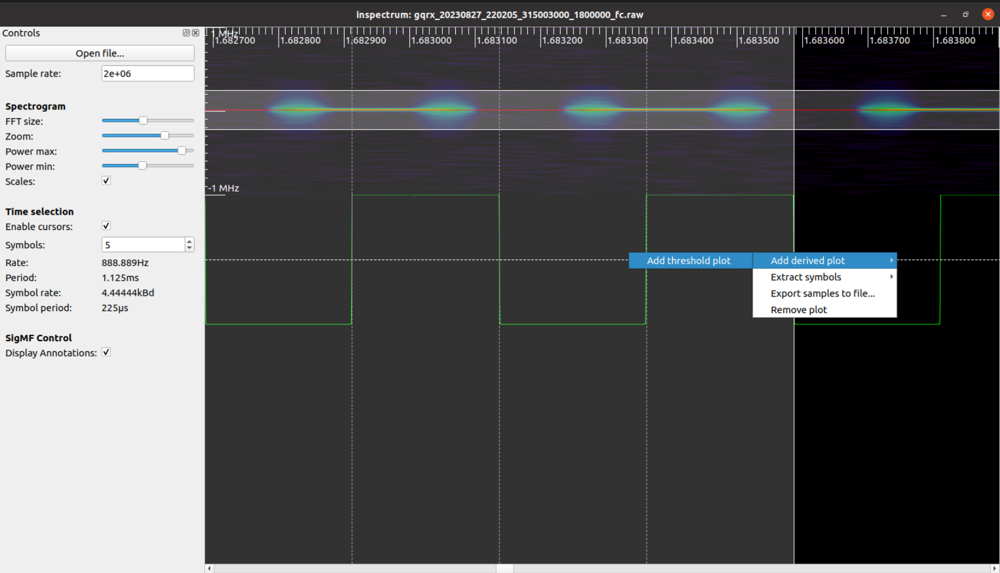 inspectrum: gqrx_20230827_220205_315003000_1800000_fc.raw
Controls
Open file...
Sample rate: 2e+06
Spectrogram
FFT size:
Zoom:
Power max:
Power min:
Scales:
Time selection
Enable cursors:
Symbols: 5
Rate: 888.889Hz
Period: 1.125ms
Symbol rate: 4.44444kBd
Symbol period: 225µs
SigMF Control
Display Annotations:
1 MHz
1.682700 1.682800 1.682900 1.683000 1.683100 1.683200 1.683300 1.683400 1.683500 1.683600 1.683700 1.683800
-1 MHz
Add threshold plot
Add derived plot
Extract symbols
Export samples to file...
Remove plot